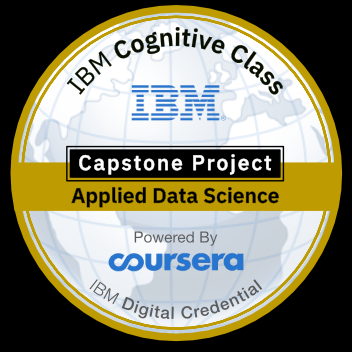 IBM Cognitive Class
IBM®
Capstone Project
Applied Data Science
Powered By
coursera
IBM Digital Credential